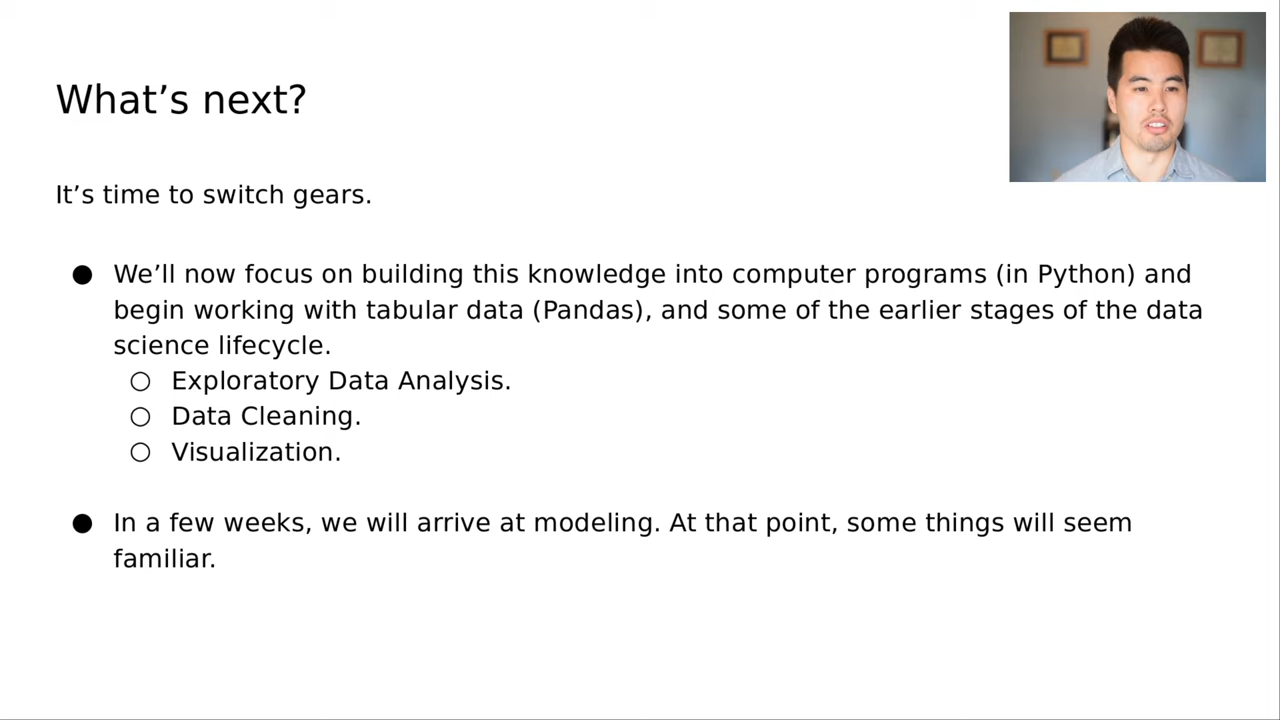 What’s next?
It’s time to switch gears.
● We’ll now focus on building this knowledge into computer programs (in Python) and
begin working with tabular data (Pandas), and some of the earlier stages of the data
science lifecycle.
○ Exploratory Data Analysis.
○ Data Cleaning.
○ Visualization.
● In a few weeks, we will arrive at modeling. At that point, some things will seem
familiar.